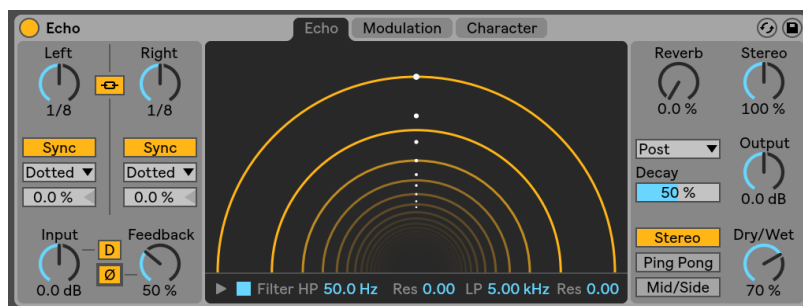 Echo
Echo Modulation Character
Left Right
1/8 1/8
Sync Sync
Dotted Dotted
0.0 % 0.0 %
Input Feedback
D
Ø
0.0 dB 50 %
Filter HP 50.0 Hz Res 0.00 LP 5.00 kHz Res 0.00
Reverb Stereo
0.0 % 100 %
Post Output
Decay
50 % 0.0 dB
Stereo Dry/Wet
Ping Pong
Mid/Side 70 %